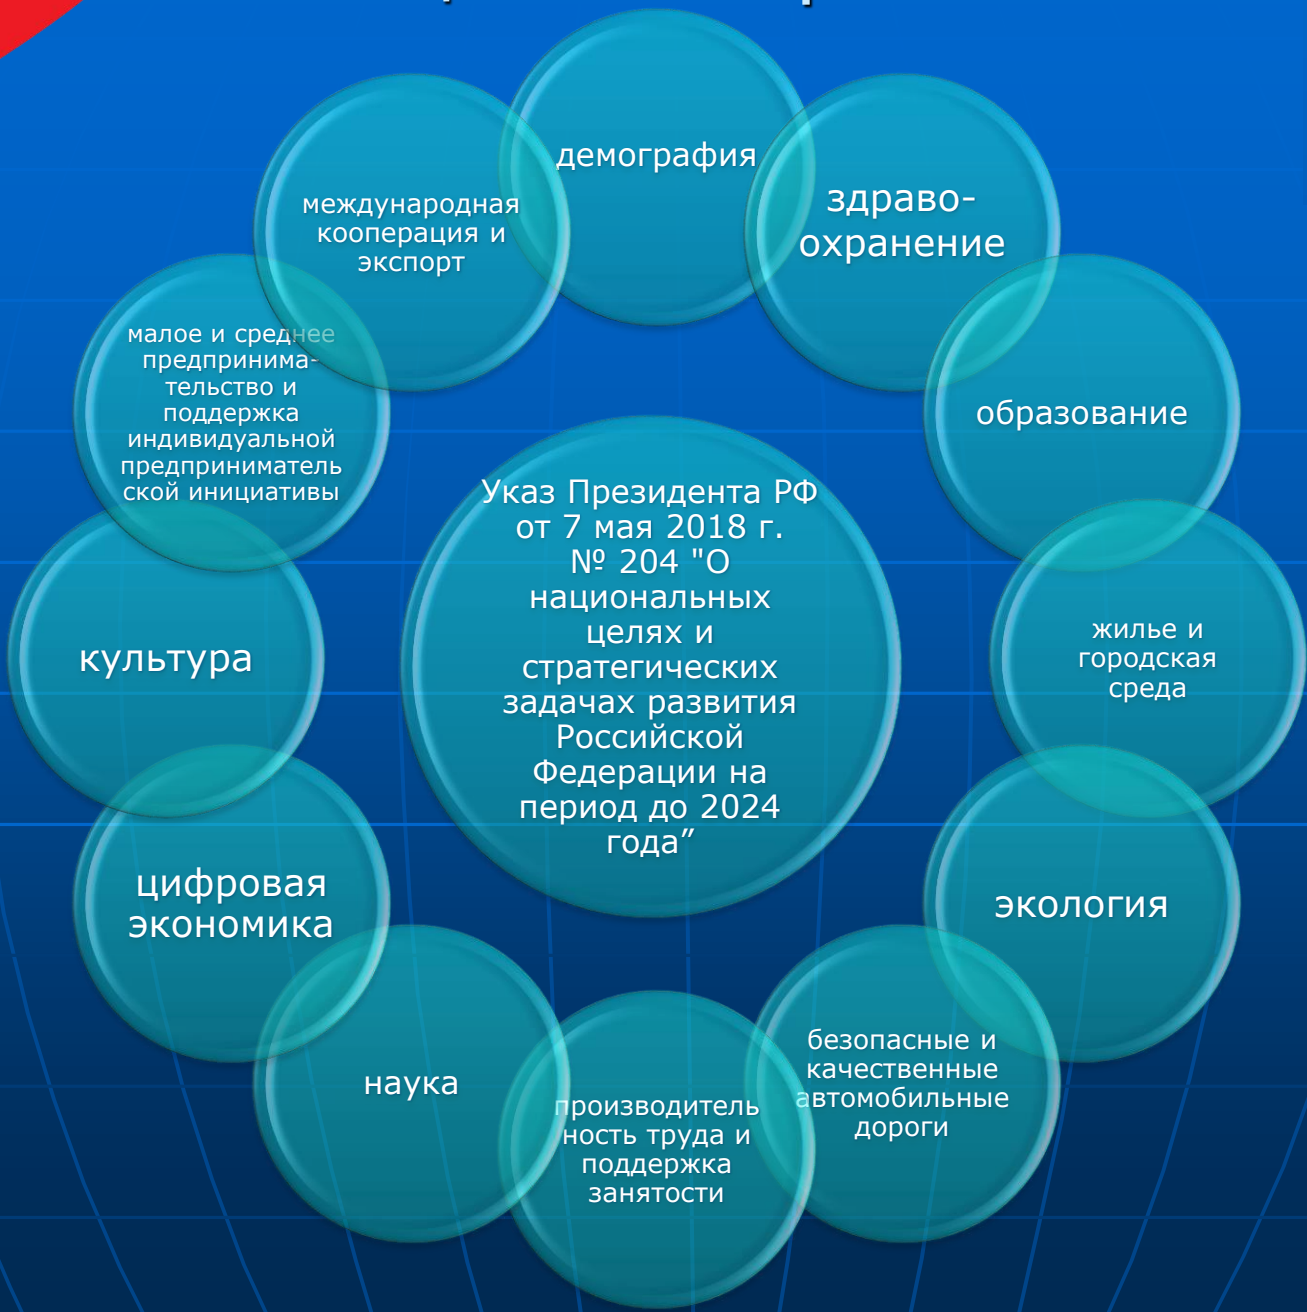 демография
здраво-
охранение
образование
жилье и
городская
среда
экология
безопасные и
качественные
автомобильные
дороги
производитель
ность труда и
поддержка
занятости
наука
цифровая
экономика
культура
малое и среднее
предпринима-
тельство и
поддержка
индивидуальной
предприниматель
ской инициативы
международная
кооперация и
экспорт
Указ Президента РФ
от 7 мая 2018 г.
№ 204 "О
национальных
целях и
стратегических
задачах развития
Российской
Федерации на
период до 2024
года”